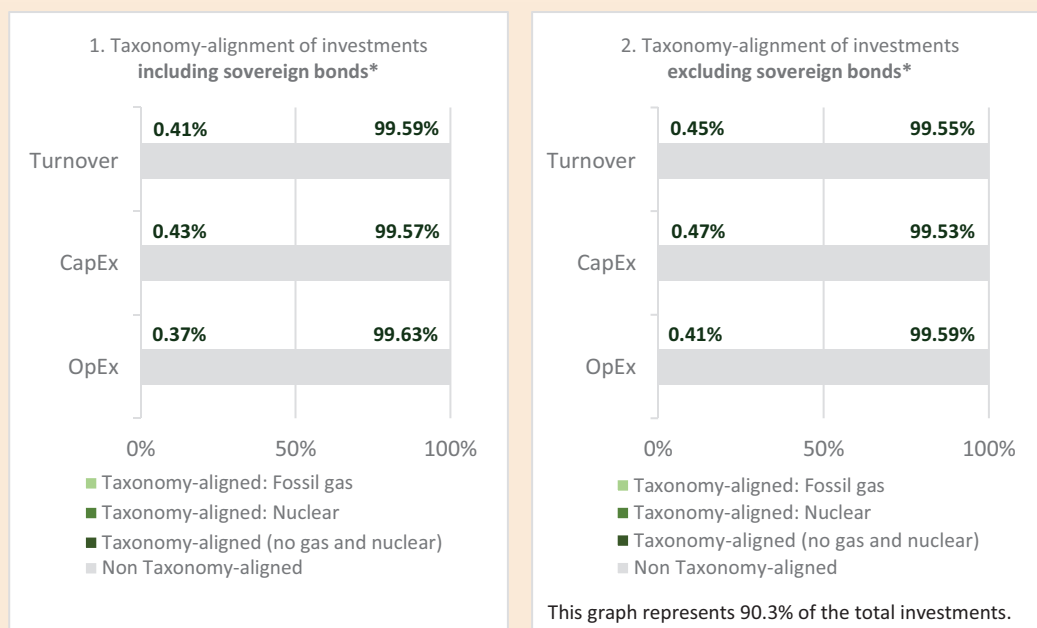 1. Taxonomy-alignment of investments
including sovereign bonds*
0.41% 99.59%
Turnover
0.43% 99.57%
CapEx
0.37% 99.63%
OpEx
0% 50% 100%
Taxonomy-aligned: Fossil gas
Taxonomy-aligned: Nuclear
Taxonomy-aligned (no gas and nuclear)
Non Taxonomy-aligned
2. Taxonomy-alignment of investments
excluding sovereign bonds*
0.45% 99.55%
Turnover
0.47% 99.53%
CapEx
0.41% 99.59%
OpEx
0% 50% 100%
Taxonomy-aligned: Fossil gas
Taxonomy-aligned: Nuclear
Taxonomy-aligned (no gas and nuclear)
Non Taxonomy-aligned
This graph represents 90.3% of the total investments.